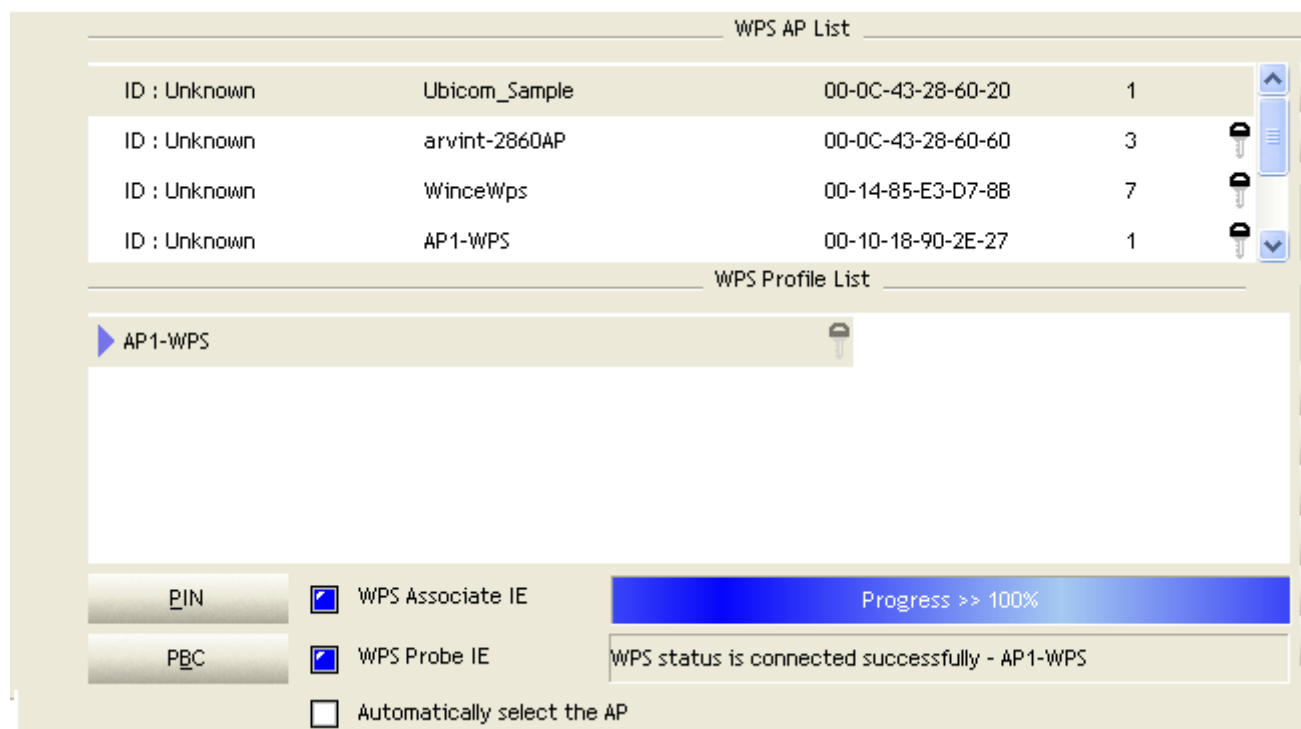 WPS AP List
ID : Unknown Ubicom_Sample 00-0C-43-28-60-20 1
ID : Unknown arvint-2860AP 00-0C-43-28-60-60 3
ID : Unknown WinceWps 00-14-85-E3-D7-8B 7
ID : Unknown AP1-WPS 00-10-18-90-2E-27 1
WPS Profile List
AP1-WPS
PIN WPS Associate IE Progress >> 100%
PBC WPS Probe IE WPS status is connected successfully - AP1-WPS
Automatically select the AP